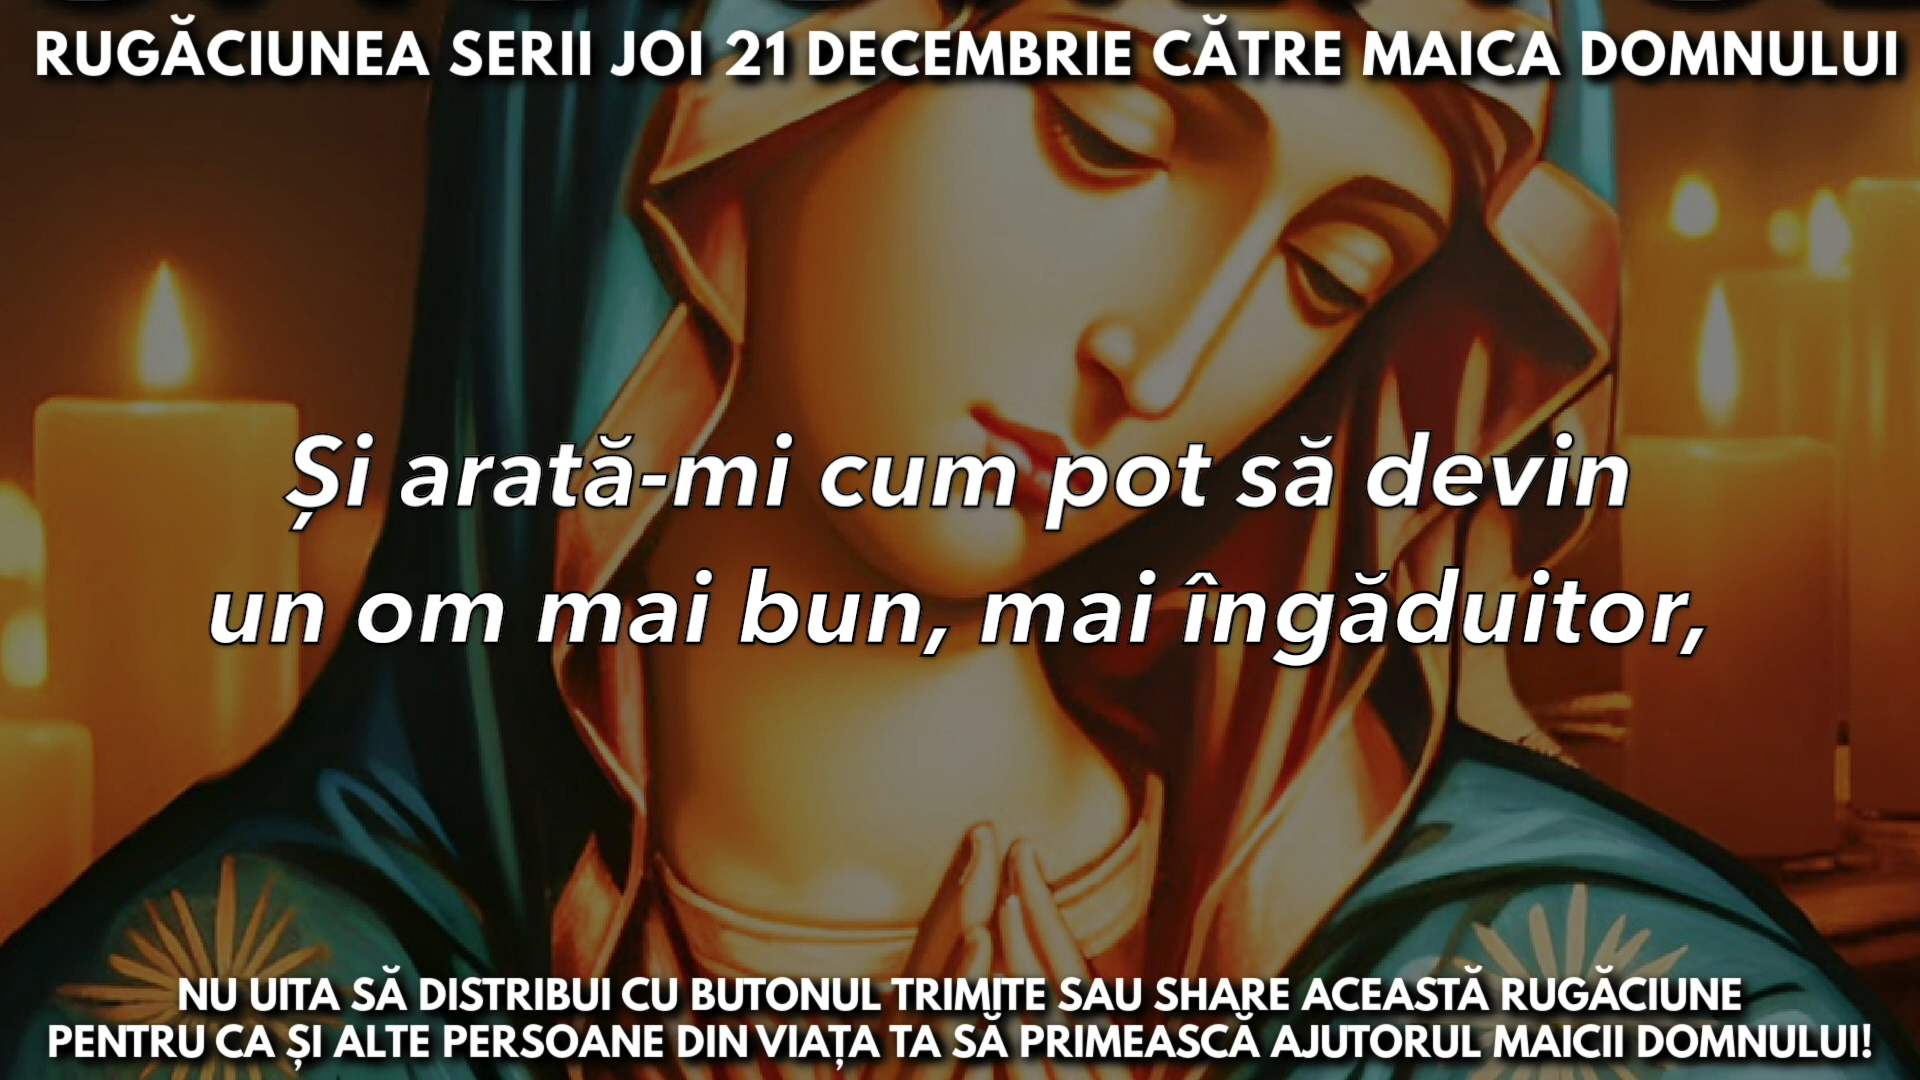 RUGĂCIUNEA SERII JOI 21 DECEMBRIE CĂTRE MAICA DOMNULUI
Și arată-mi cum pot să devin
un om mai bun, mai îngăduitor,
NU UITA SĂ DISTRIBUI CU BUTONUL TRIMITE SAU SHARE ACEASTĂ RUGĂCIUNE
PENTRU CA ȘI ALTE PERSOANE DIN VIAȚA TA SĂ PRIMEASCĂ AJUTORUL MAICII DOMNULUI!